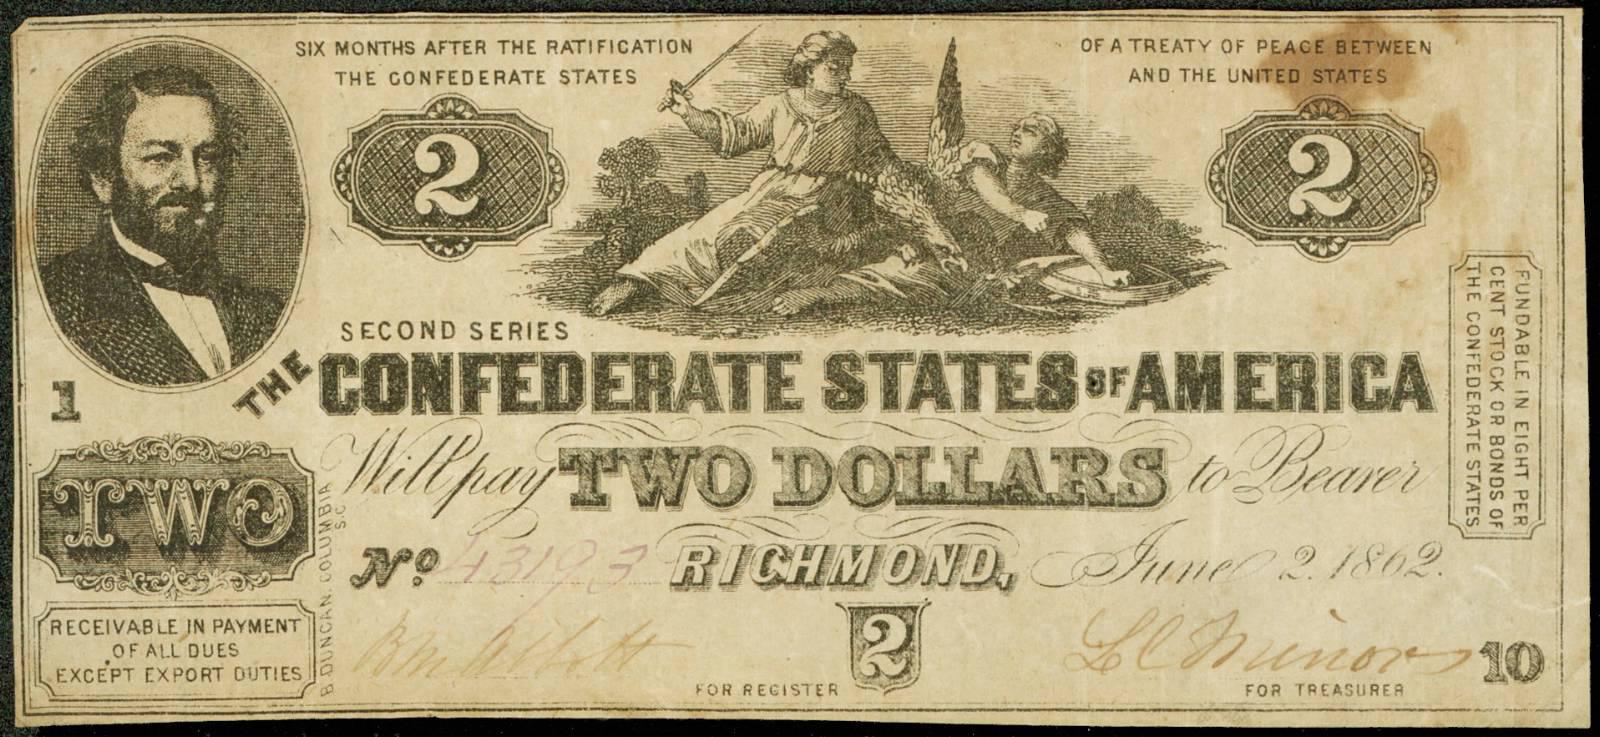 SIX MONTHS AFTER THE RATIFICATION OF A TREATY OF PEACE BETWEEN
THE CONFEDERATE STATES AND THE UNITED STATES
2
2
SECOND SERIES
1
THE CONFEDERATE STATES OF AMERICA
Will pay TWO DOLLARS to Bearer
TWO
No 43193 RICHMOND, June 2. 1862.
RECEIVABLE IN PAYMENT
OF ALL DUES
EXCEPT EXPORT DUTIES
B. DUNCAN. COLUMBIA
S.C.
2
FOR REGISTER
L C Minor
FOR TREASURER
10
FUNDABLE IN EIGHT PER
CENT STOCK OR BONDS OF
THE CONFEDERATE STATES